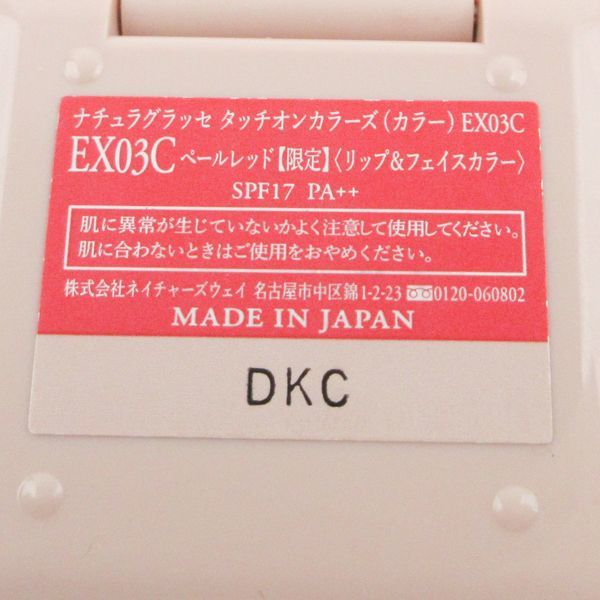 ナチュラグラッセ タッチオンカラーズ（カラー）EX03C
EX03C ペールレッド【限定】〈リップ&フェイスカラー〉
SPF17 PA++
肌に異常が生じていないかよく注意して使用してください。
肌に合わないときはご使用をおやめください。
株式会社ネイチャーズウェイ 名古屋市中区錦1-2-23 0120-060802
MADE IN JAPAN
DKC